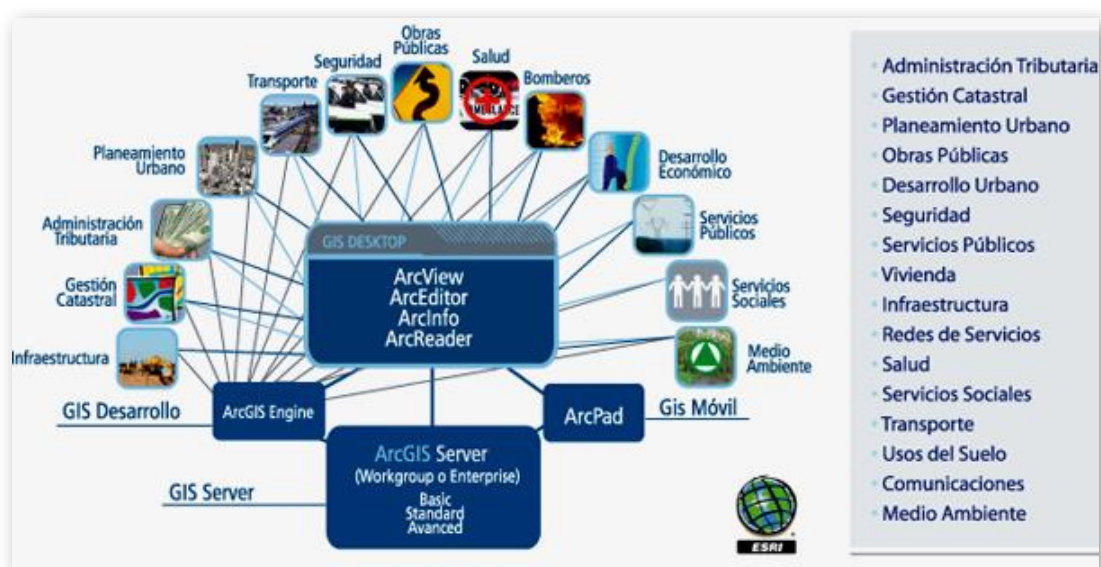 Obras
Públicas
Seguridad
Salud
Transporte
Bomberos
Planeamiento
Urbano
Desarrollo
Económico
Administración
Tributaria
Servicios
Públicos
Gestión
Catastral
Servicios
Sociales
Infraestructura
Medio
Ambiente
GIS DESKTOP
ArcView
ArcEditor
ArcInfo
ArcReader
GIS Desarrollo
ArcGIS Engine
ArcPad
Gis Móvil
ArcGIS Server
(Workgroup o Enterprise)
Basic
Standard
Avanced
GIS Server
ESRI
Administración Tributaria
Gestión Catastral
Planeamiento Urbano
Obras Públicas
Desarrollo Urbano
Seguridad
Servicios Públicos
Vivienda
Infraestructura
Redes de Servicios
Salud
Servicios Sociales
Transporte
Usos del Suelo
Comunicaciones
Medio Ambiente